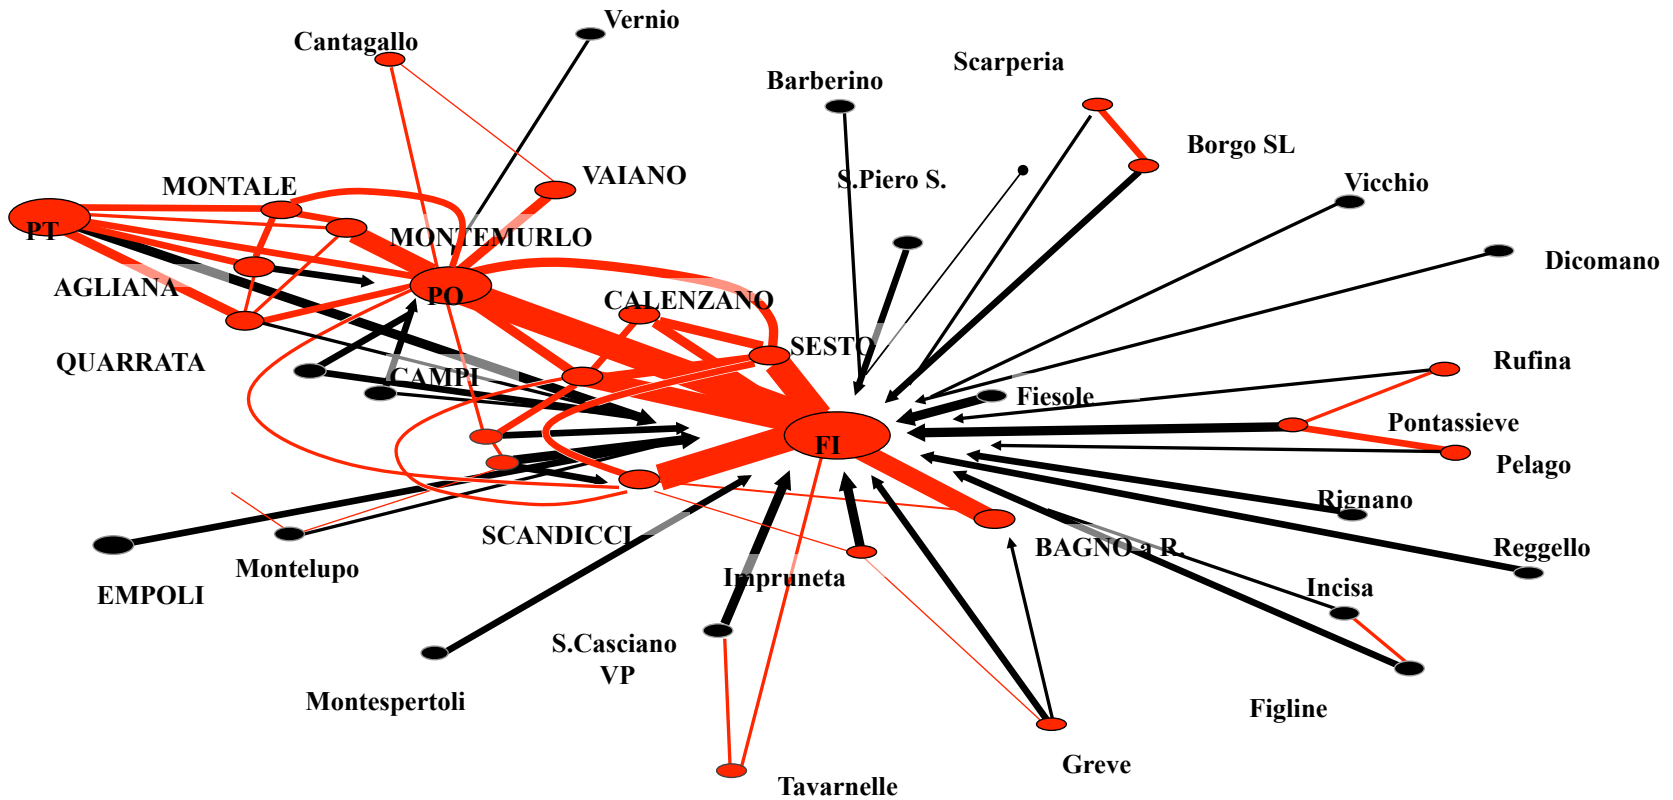 Vernio
Cantagallo
Scarperia
Barberino
Borgo SL
VAIANO
S.Piero S.
Vicchio
MONTALE
PT
MONTEMURLO
Dicomano
AGLIANA
PO
CALENZANO
SESTO
QUARRATA
CAMPI
Rufina
Fiesole
Pontassieve
FI
Pelago
Rignano
SCANDICCI
BAGNO a R.
Reggello
Montelupo
Impruneta
Incisa
EMPOLI
S.Casciano
VP
Montespertoli
Figline
Greve
Tavarnelle